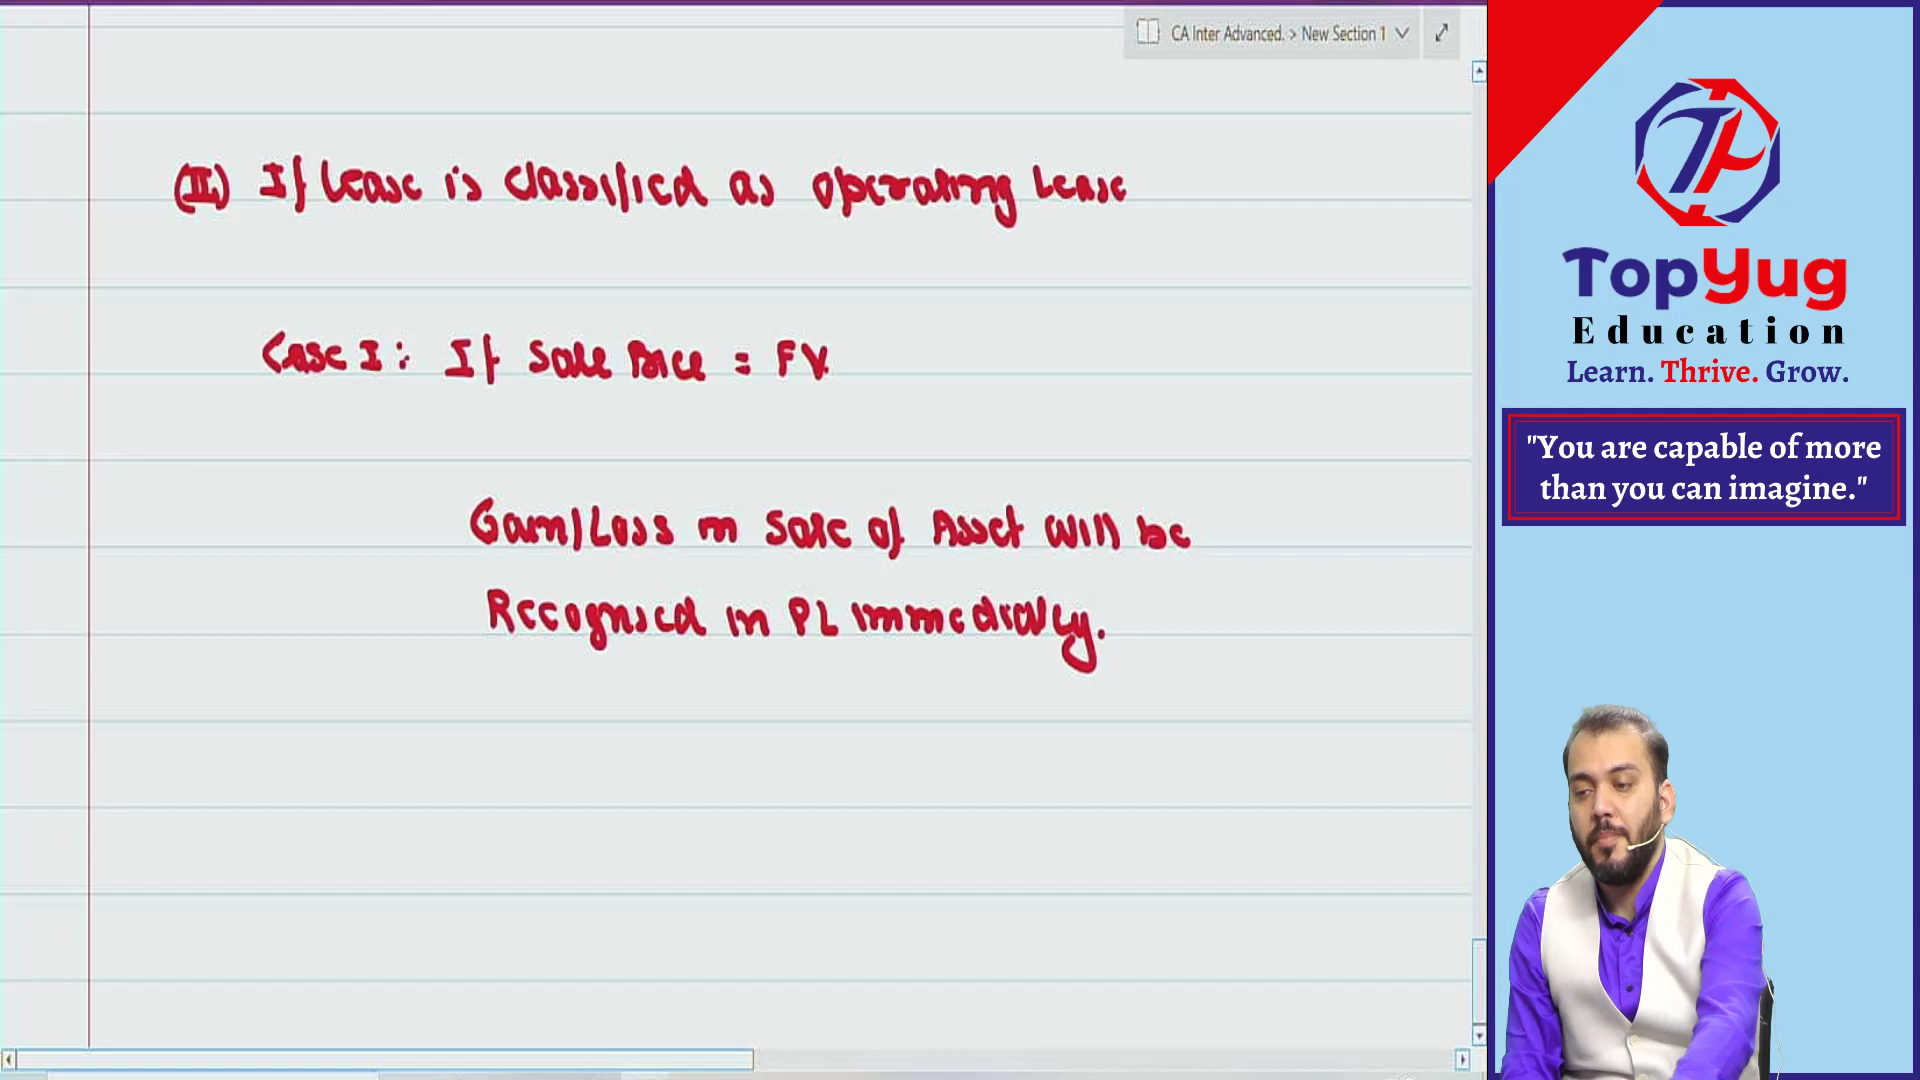 CA Inter Advanced. > New Section 1
(II) If Lease is classified as operating Lease
Case I : If Sale Price = FV
Gain/Loss on Sale of Asset will be
Recognised in PL immediately.
TopYug
Education
Learn. Thrive. Grow.
"You are capable of more
than you can imagine."